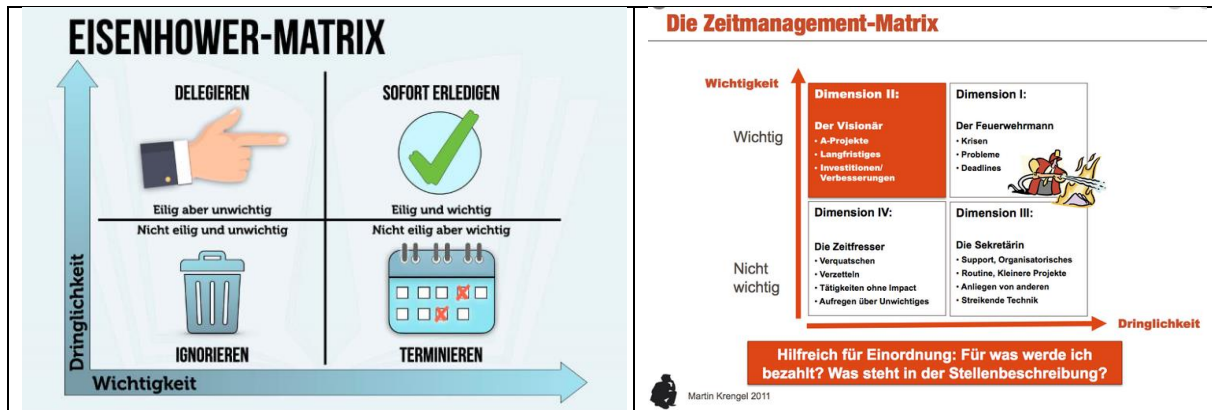 EISENHOWER-MATRIX
DELEGIEREN
SOFORT ERLEDIGEN
Eilig aber unwichtig
Eilig und wichtig
Nicht eilig und unwichtig
Nicht eilig aber wichtig
IGNORIEREN
TERMINIEREN
Dringlichkeit
Wichtigkeit
Die Zeitmanagement-Matrix
Wichtigkeit
Wichtig
Dimension II:
Der Visionär
• A-Projekte
• Langfristiges
• Investitionen/
Verbesserungen
Dimension I:
Der Feuerwehrmann
• Krisen
• Probleme
• Deadlines
Nicht
wichtig
Dimension IV:
Die Zeitfresser
• Verquatschen
• Verzetteln
• Tätigkeiten ohne Impact
• Aufregen über Unwichtiges
Dimension III:
Die Sekretärin
• Support, Organisatorisches
• Routine, Kleinere Projekte
• Anliegen von anderen
• Streikende Technik
Dringlichkeit
Hilfreich für Einordnung: Für was werde ich
bezahlt? Was steht in der Stellenbeschreibung?
Martin Krengel 2011